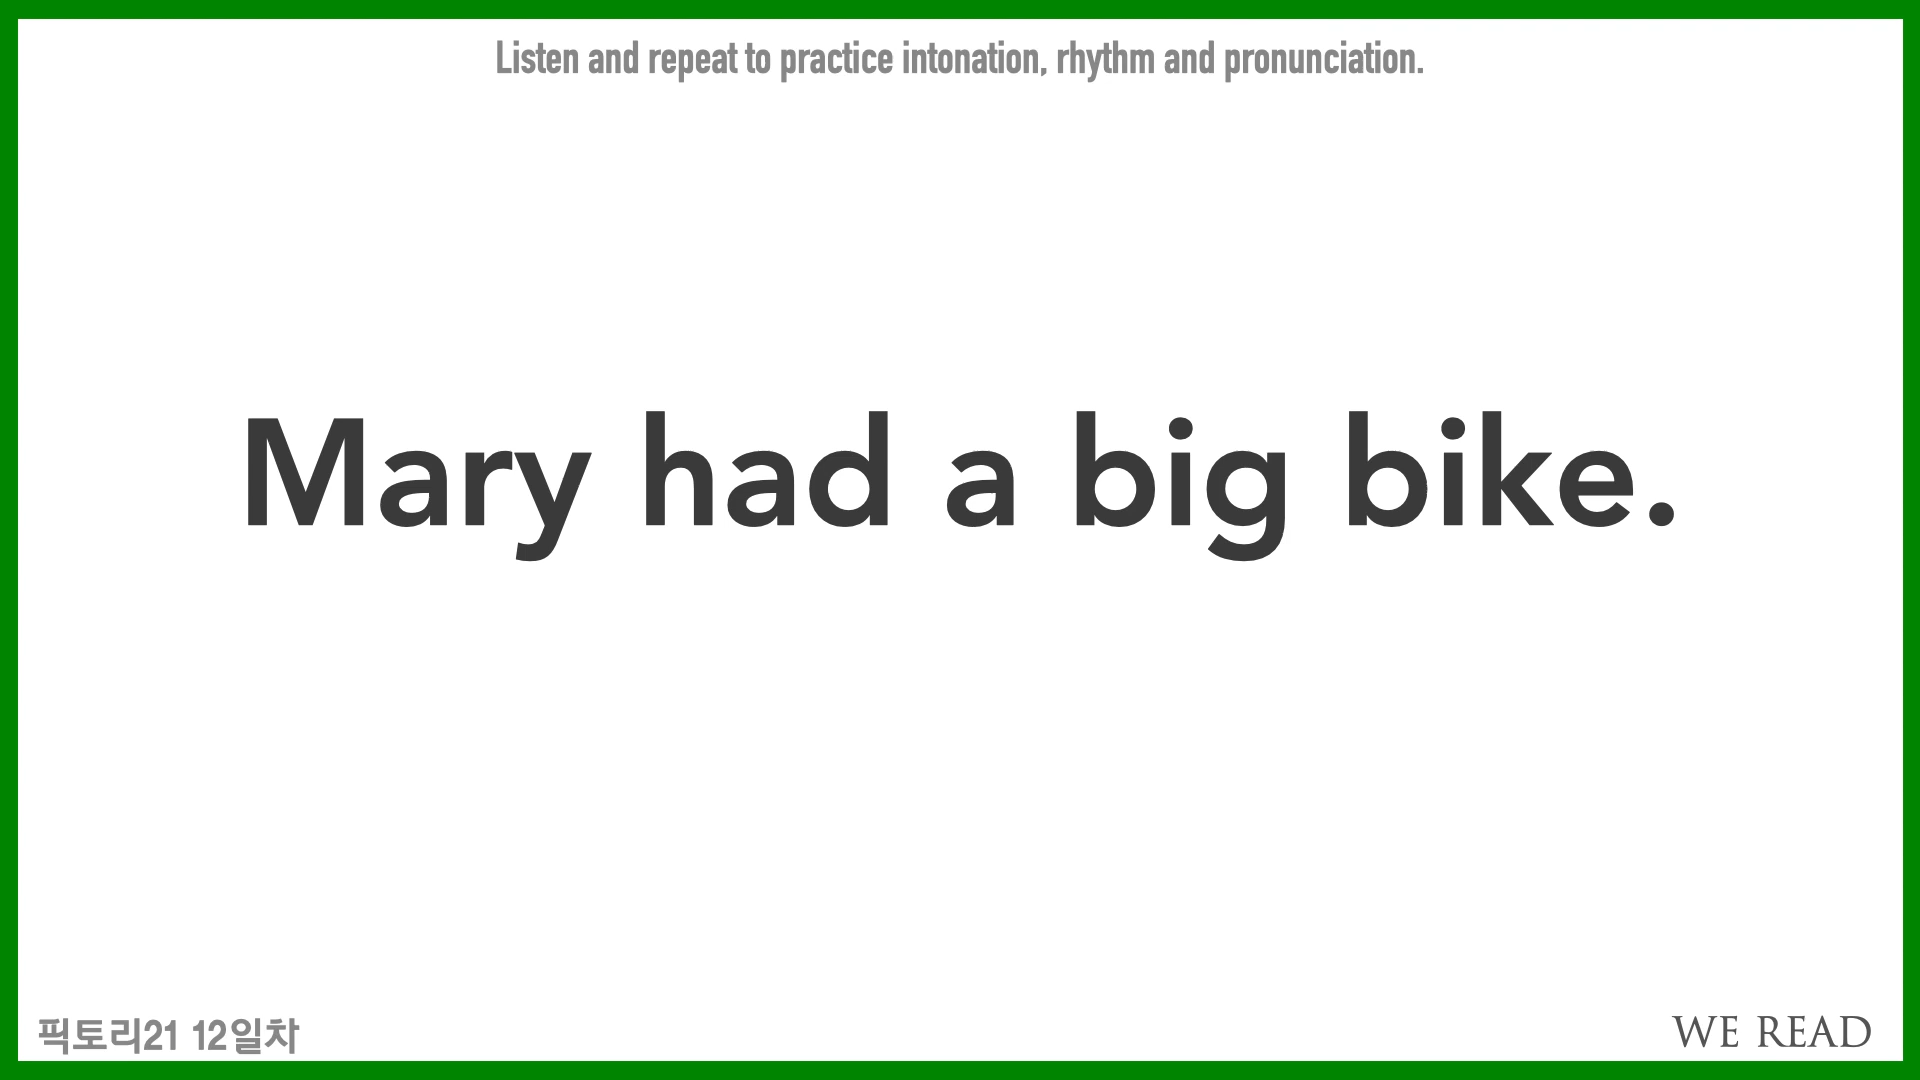 Listen and repeat to practice intonation, rhythm and pronunciation.
Mary had a big bike.
픽토리21 12일차
WE READ